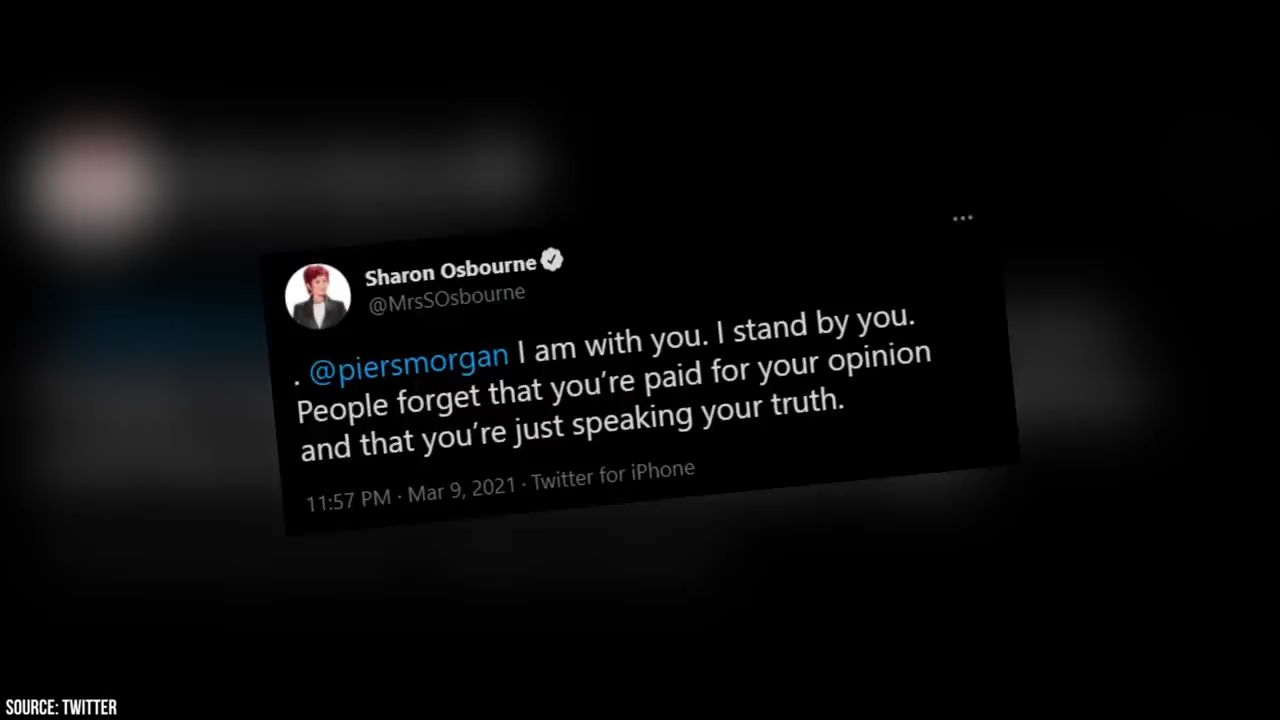 Sharon Osbourne
@MrsSOsbourne
. @piersmorgan I am with you. I stand by you.
People forget that you’re paid for your opinion
and that you’re just speaking your truth.
11:57 PM · Mar 9, 2021 · Twitter for iPhone
SOURCE: TWITTER